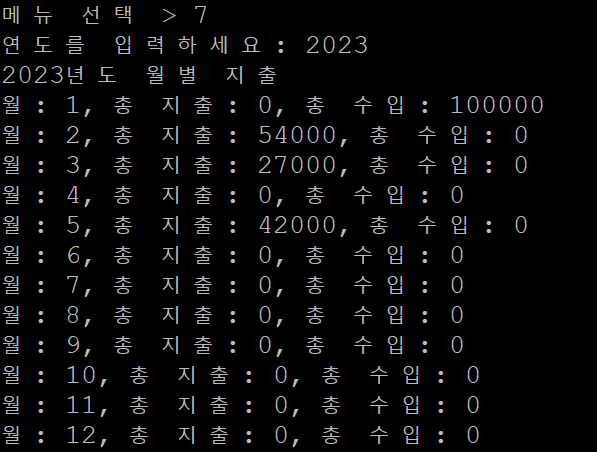 메뉴 선택 > 7
연도를 입력하세요: 2023
2023년도 월별 지출
월: 1, 총 지출: 0, 총 수입: 100000
월: 2, 총 지출: 54000, 총 수입: 0
월: 3, 총 지출: 27000, 총 수입: 0
월: 4, 총 지출: 0, 총 수입: 0
월: 5, 총 지출: 42000, 총 수입: 0
월: 6, 총 지출: 0, 총 수입: 0
월: 7, 총 지출: 0, 총 수입: 0
월: 8, 총 지출: 0, 총 수입: 0
월: 9, 총 지출: 0, 총 수입: 0
월: 10, 총 지출: 0, 총 수입: 0
월: 11, 총 지출: 0, 총 수입: 0
월: 12, 총 지출: 0, 총 수입: 0